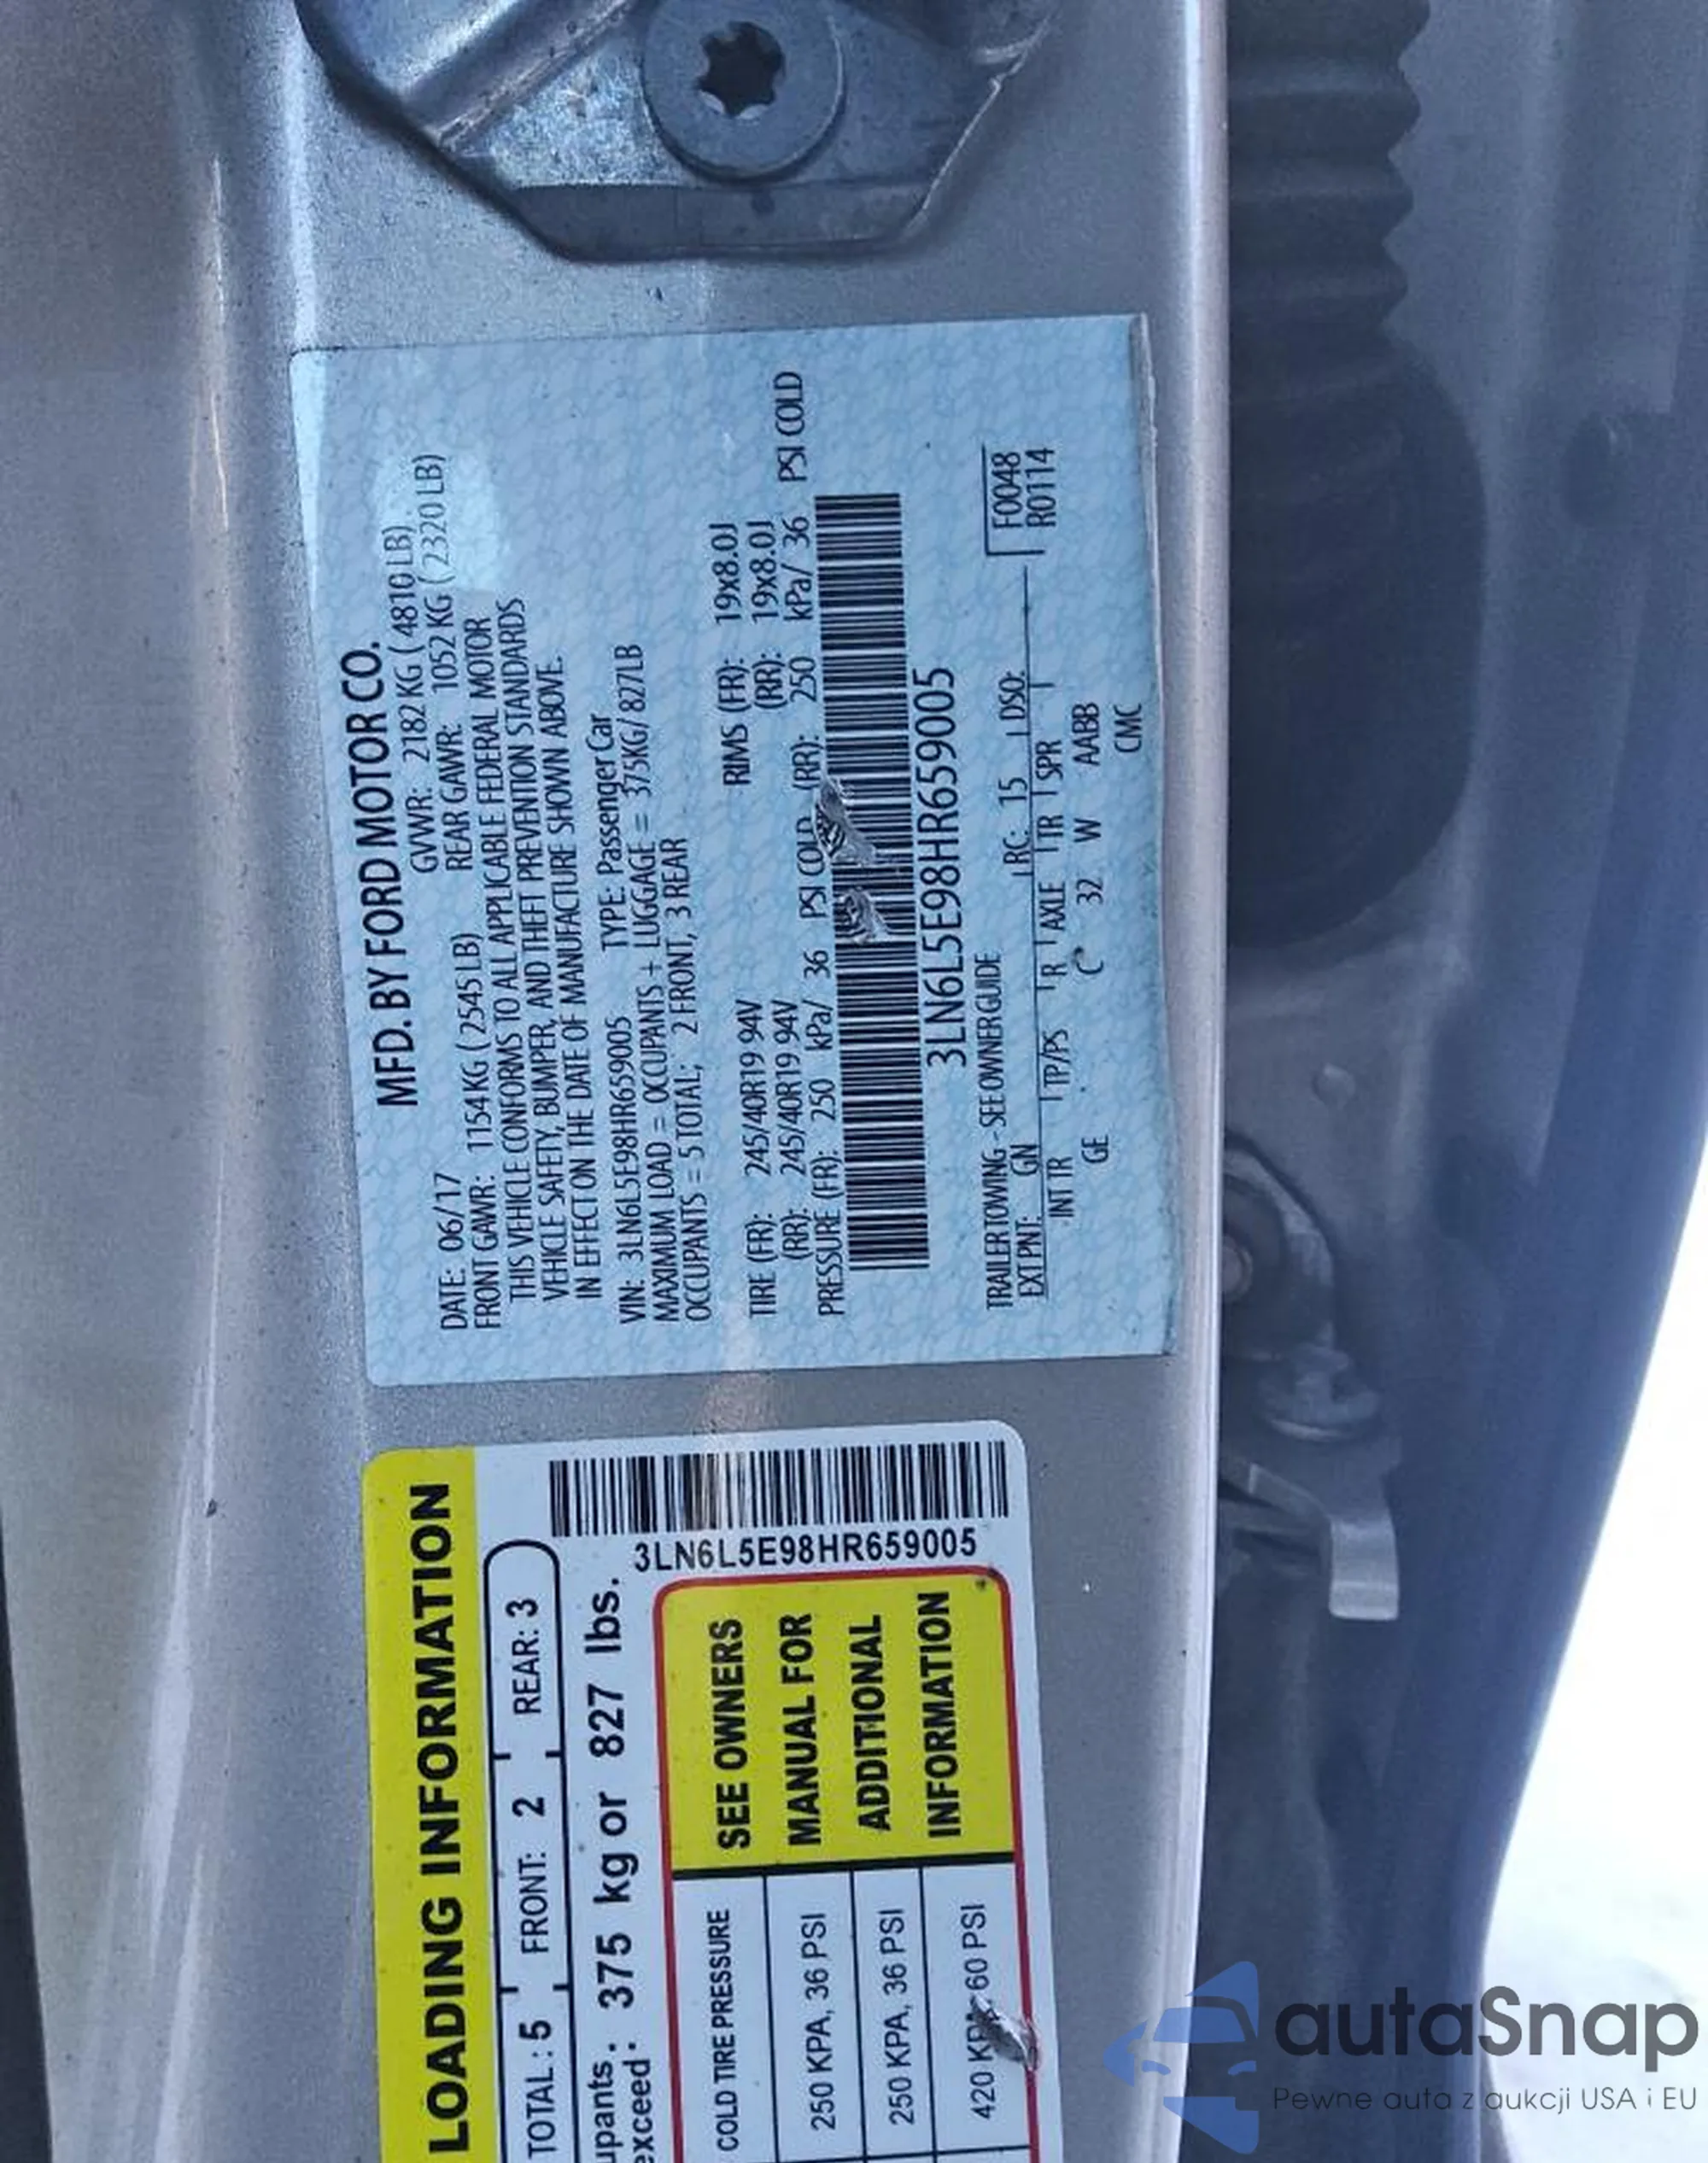 MFD. BY FORD MOTOR CO.
DATE: 06/17 GVWR: 2182 KG ( 4810 LB)
FRONT GAWR: 1154 KG ( 2545 LB) REAR GAWR: 1052 KG ( 2320 LB)
THIS VEHICLE CONFORMS TO ALL APPLICABLE FEDERAL MOTOR
VEHICLE SAFETY, BUMPER, AND THEFT PREVENTION STANDARDS
IN EFFECT ON THE DATE OF MANUFACTURE SHOWN ABOVE.
VIN: 3LN6L5E98HR659005 TYPE: Passenger Car
MAXIMUM LOAD = OCCUPANTS + LUGGAGE = 375KG/ 827LB
OCCUPANTS = 5 TOTAL; 2 FRONT, 3 REAR
TIRE (FR): 245/40R19 94V RIMS (FR): 19x8.0J
(RR): 245/40R19 94V (RR): 19x8.0J
PRESSURE (FR): 250 kPa/ 36 PSI COLD (RR): 250 kPa/ 36 PSI COLD
3LN6L5E98HR659005
TRAILER TOWING - SEE OWNER GUIDE
EXT PNT: GN RC: 15 DSO: F0048
INT TR TP/PS R AXLE TR SPR R0114
GE C 32 W AABB
CMC
LOADING INFORMATION
TOTAL : 5 FRONT: 2 REAR: 3
upants .
exceed : 375 kg or 827 lbs.
3LN6L5E98HR659005
COLD TIRE PRESSURE
250 KPA, 36 PSI
250 KPA, 36 PSI
420 KPA, 60 PSI
SEE OWNERS
MANUAL FOR
ADDITIONAL
INFORMATION
autaSnap
Pewne auta z aukcji USA i EU